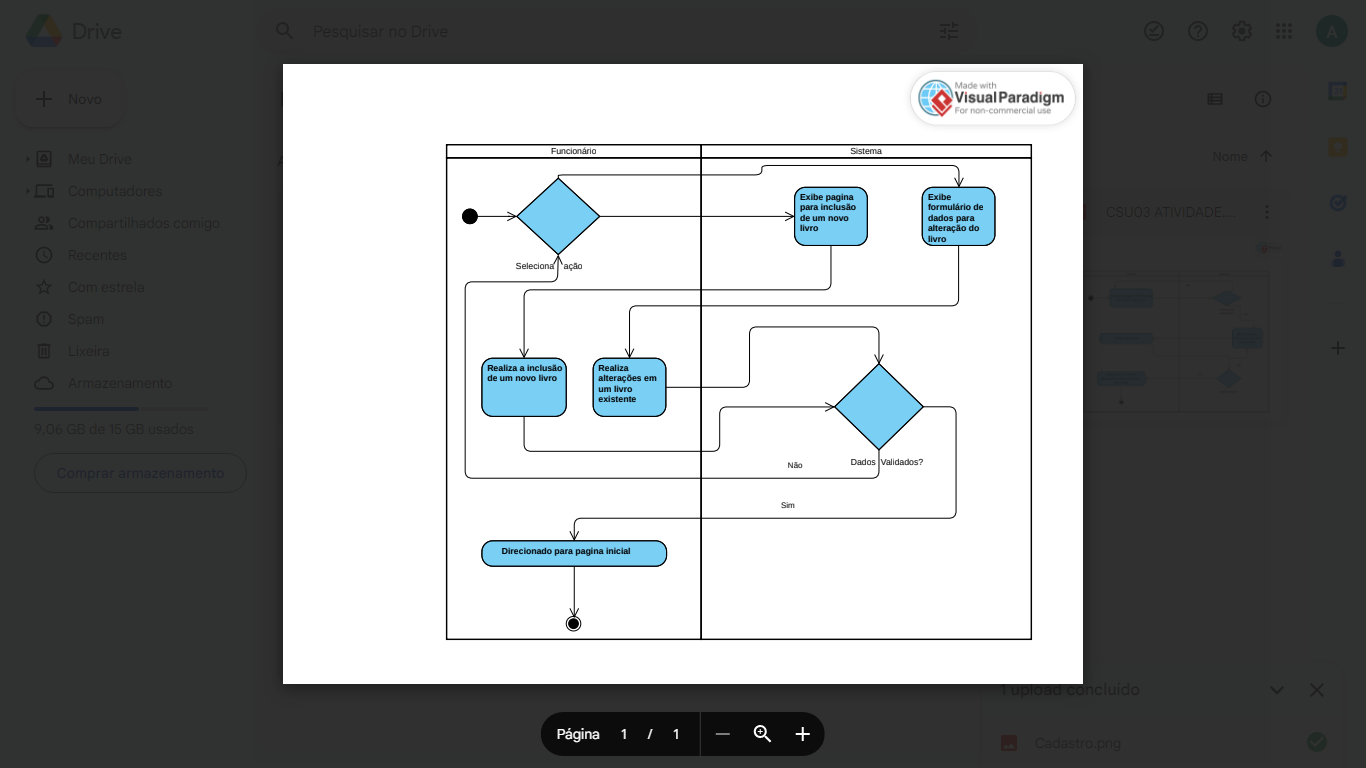 Drive
Pesquisar no Drive
A
Novo
Meu Drive
Computadores
Compartilhados comigo
Recentes
Com estrela
Spam
Lixeira
Armazenamento
9,06 GB de 15 GB usados
Comprar armazenamento
Nome
CSU03 ATIVIDADE...
Made with
Visual Paradigm
For non-commercial use
Funcionário
Sistema
Exibe pagina
para inclusão
de um novo
livro
Exibe
formulário de
dados para
alteração do
livro
Seleciona ação
Realiza a inclusão
de um novo livro
Realiza
alterações em
um livro
existente
Dados Validados?
Não
Sim
Direcionado para pagina inicial
1 upload concluído
Cadastro.png
Página 1 / 1